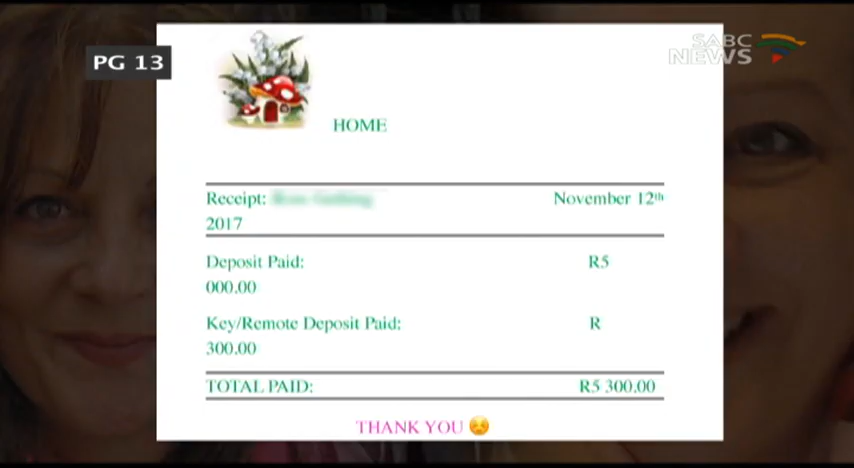 PG 13
SABC
NEWS
HOME
Receipt: November 12th
2017
Deposit Paid: R5
000.00
Key/Remote Deposit Paid: R
300.00
TOTAL PAID: R5 300.00
THANK YOU 😊